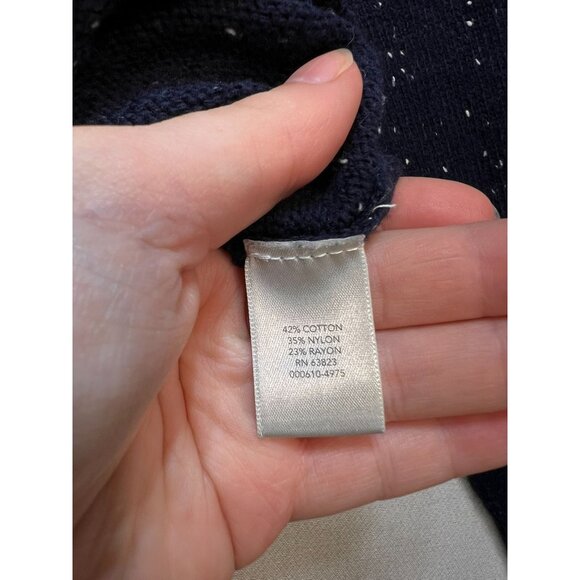 42% COTTON
35% NYLON
23% RAYON
RN 63823
000610-4975